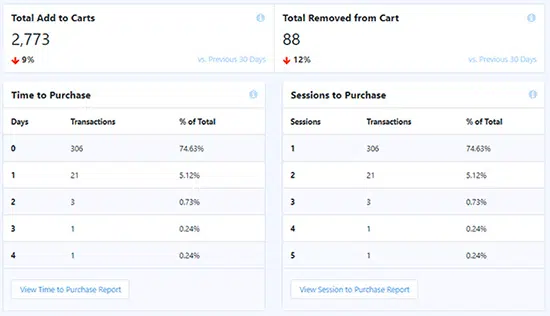 Total Add to Carts
2,773
9%
vs. Previous 30 Days
Total Removed from Cart
88
12%
vs. Previous 30 Days
Time to Purchase
Days Transactions % of Total
0 306 74.63%
1 21 5.12%
2 3 0.73%
3 1 0.24%
4 1 0.24%
View Time to Purchase Report
Sessions to Purchase
Sessions Transactions % of Total
1 306 74.63%
2 21 5.12%
3 3 0.73%
4 1 0.24%
5 1 0.24%
View Session to Purchase Report